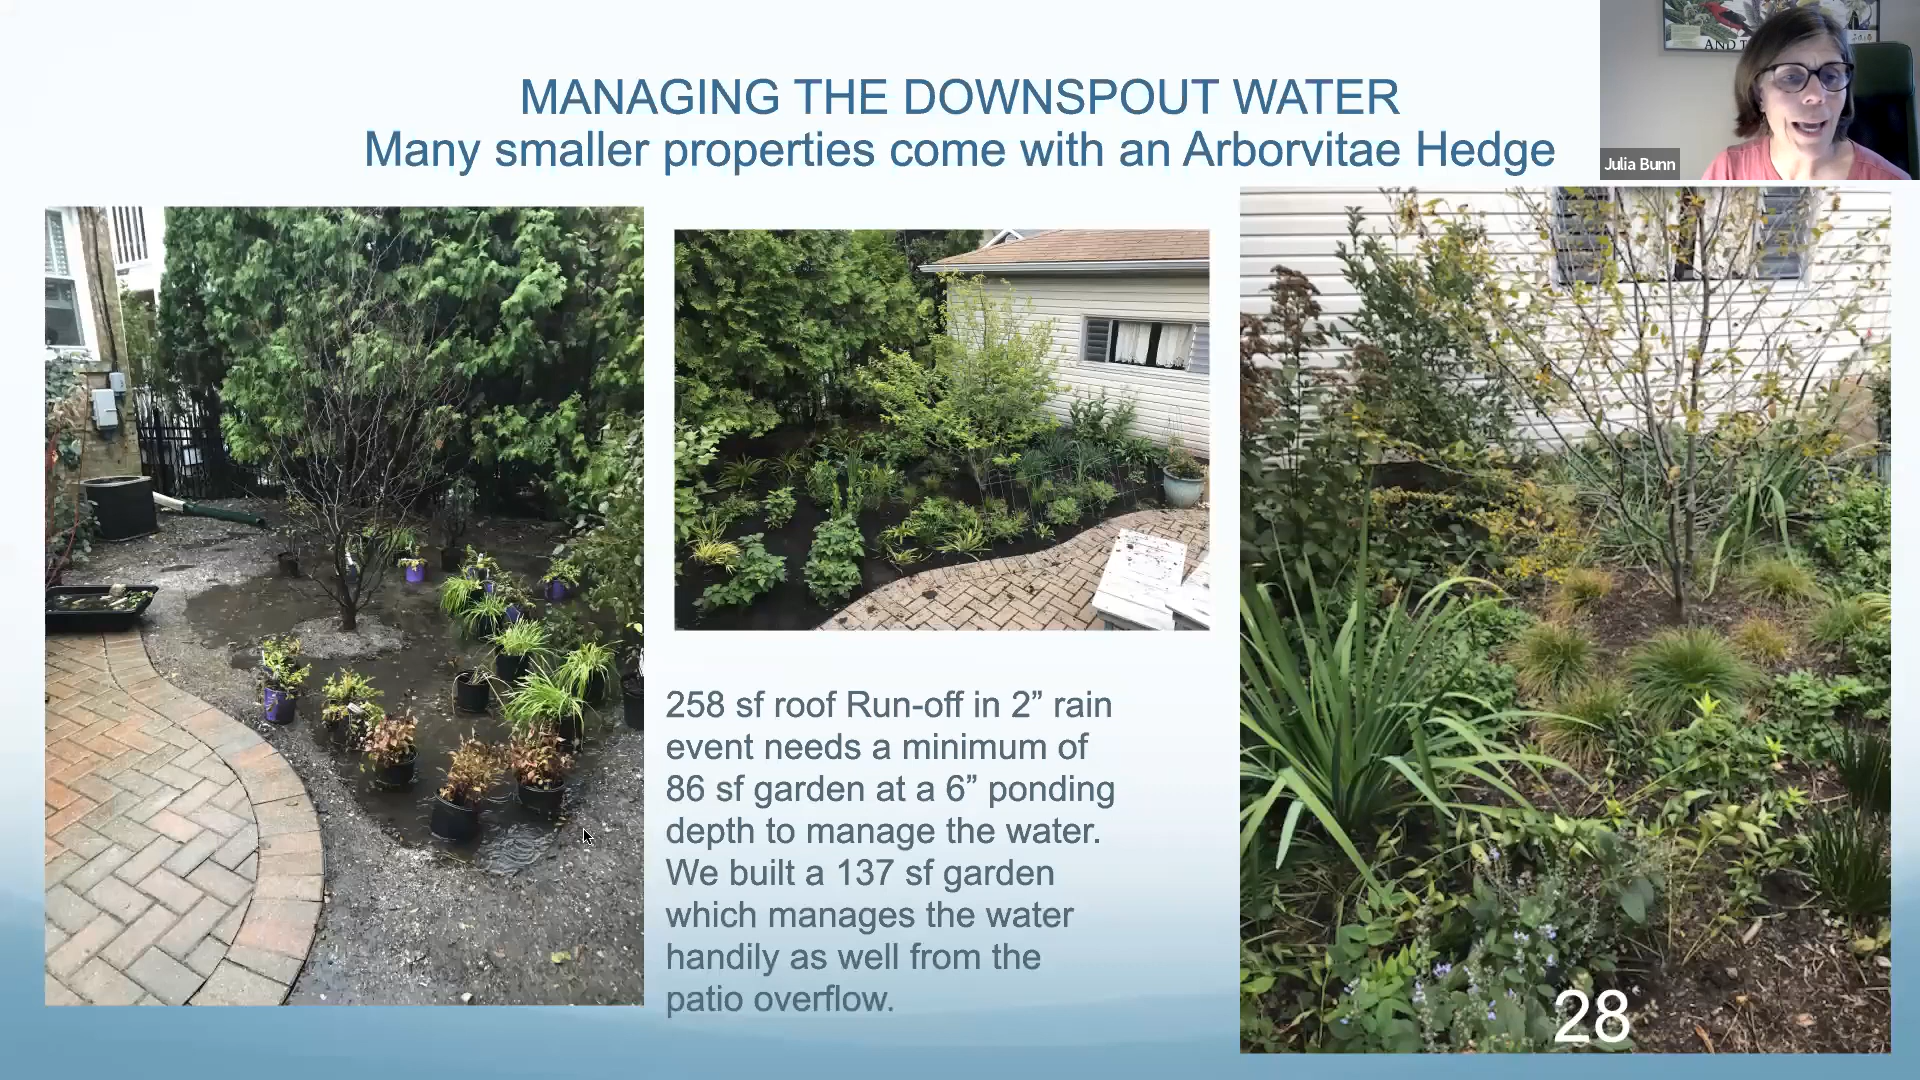 MANAGING THE DOWNSPOUT WATER
Many smaller properties come with an Arborvitae Hedge
Julia Bunn
258 sf roof Run-off in 2” rain
event needs a minimum of
86 sf garden at a 6” ponding
depth to manage the water.
We built a 137 sf garden
which manages the water
handily as well from the
patio overflow.
28